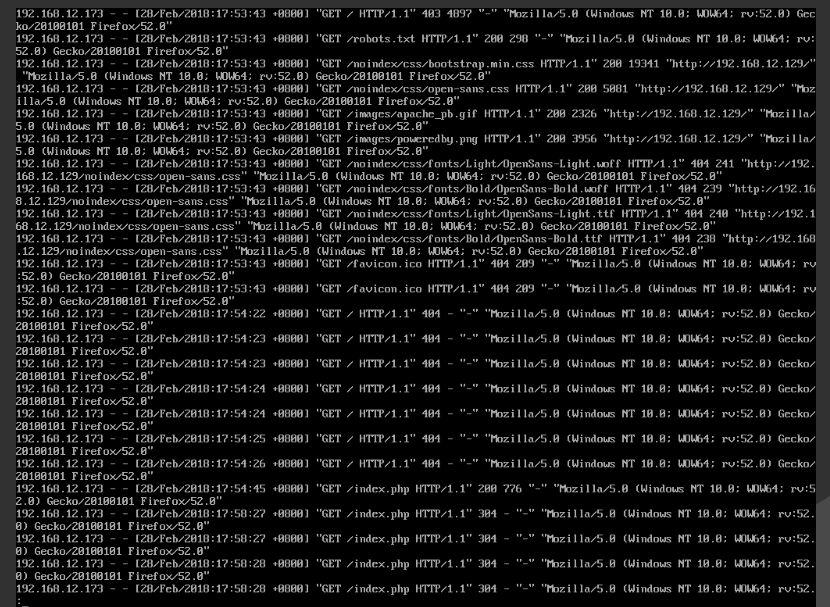 192.168.12.173 - - [28/Feb/2018:17:53:43 +0800] "GET / HTTP/1.1" 403 4897 "-" "Mozilla/5.0 (Windows NT 10.0; WOW64; rv:52.0) Gec
ko/20100101 Firefox/52.0"
192.168.12.173 - - [28/Feb/2018:17:53:43 +0800] "GET /robots.txt HTTP/1.1" 200 298 "-" "Mozilla/5.0 (Windows NT 10.0; WOW64; rv:
52.0) Gecko/20100101 Firefox/52.0"
192.168.12.173 - - [28/Feb/2018:17:53:43 +0800] "GET /noindex/css/bootstrap.min.css HTTP/1.1" 200 19341 "http://192.168.12.129/"
"Mozilla/5.0 (Windows NT 10.0; WOW64; rv:52.0) Gecko/20100101 Firefox/52.0"
192.168.12.173 - - [28/Feb/2018:17:53:43 +0800] "GET /noindex/css/open-sans.css HTTP/1.1" 200 5081 "http://192.168.12.129/" "Moz
illa/5.0 (Windows NT 10.0; WOW64; rv:52.0) Gecko/20100101 Firefox/52.0"
192.168.12.173 - - [28/Feb/2018:17:53:43 +0800] "GET /images/apache_pb.gif HTTP/1.1" 200 2326 "http://192.168.12.129/" "Mozilla/
5.0 (Windows NT 10.0; WOW64; rv:52.0) Gecko/20100101 Firefox/52.0"
192.168.12.173 - - [28/Feb/2018:17:53:43 +0800] "GET /images/poweredby.png HTTP/1.1" 200 3956 "http://192.168.12.129/" "Mozilla/
5.0 (Windows NT 10.0; WOW64; rv:52.0) Gecko/20100101 Firefox/52.0"
192.168.12.173 - - [28/Feb/2018:17:53:43 +0800] "GET /noindex/css/fonts/Light/OpenSans-Light.woff HTTP/1.1" 404 241 "http://192.
168.12.129/noindex/css/open-sans.css" "Mozilla/5.0 (Windows NT 10.0; WOW64; rv:52.0) Gecko/20100101 Firefox/52.0"
192.168.12.173 - - [28/Feb/2018:17:53:43 +0800] "GET /noindex/css/fonts/Bold/OpenSans-Bold.woff HTTP/1.1" 404 239 "http://192.16
8.12.129/noindex/css/open-sans.css" "Mozilla/5.0 (Windows NT 10.0; WOW64; rv:52.0) Gecko/20100101 Firefox/52.0"
192.168.12.173 - - [28/Feb/2018:17:53:43 +0800] "GET /noindex/css/fonts/Light/OpenSans-Light.ttf HTTP/1.1" 404 240 "http://192.1
68.12.129/noindex/css/open-sans.css" "Mozilla/5.0 (Windows NT 10.0; WOW64; rv:52.0) Gecko/20100101 Firefox/52.0"
192.168.12.173 - - [28/Feb/2018:17:53:43 +0800] "GET /noindex/css/fonts/Bold/OpenSans-Bold.ttf HTTP/1.1" 404 238 "http://192.168
.12.129/noindex/css/open-sans.css" "Mozilla/5.0 (Windows NT 10.0; WOW64; rv:52.0) Gecko/20100101 Firefox/52.0"
192.168.12.173 - - [28/Feb/2018:17:53:43 +0800] "GET /favicon.ico HTTP/1.1" 404 209 "-" "Mozilla/5.0 (Windows NT 10.0; WOW64; rv
:52.0) Gecko/20100101 Firefox/52.0"
192.168.12.173 - - [28/Feb/2018:17:53:43 +0800] "GET /favicon.ico HTTP/1.1" 404 209 "-" "Mozilla/5.0 (Windows NT 10.0; WOW64; rv
:52.0) Gecko/20100101 Firefox/52.0"
192.168.12.173 - - [28/Feb/2018:17:54:22 +0800] "GET / HTTP/1.1" 404 - "-" "Mozilla/5.0 (Windows NT 10.0; WOW64; rv:52.0) Gecko/
20100101 Firefox/52.0"
192.168.12.173 - - [28/Feb/2018:17:54:23 +0800] "GET / HTTP/1.1" 404 - "-" "Mozilla/5.0 (Windows NT 10.0; WOW64; rv:52.0) Gecko/
20100101 Firefox/52.0"
192.168.12.173 - - [28/Feb/2018:17:54:23 +0800] "GET / HTTP/1.1" 404 - "-" "Mozilla/5.0 (Windows NT 10.0; WOW64; rv:52.0) Gecko/
20100101 Firefox/52.0"
192.168.12.173 - - [28/Feb/2018:17:54:24 +0800] "GET / HTTP/1.1" 404 - "-" "Mozilla/5.0 (Windows NT 10.0; WOW64; rv:52.0) Gecko/
20100101 Firefox/52.0"
192.168.12.173 - - [28/Feb/2018:17:54:24 +0800] "GET / HTTP/1.1" 404 - "-" "Mozilla/5.0 (Windows NT 10.0; WOW64; rv:52.0) Gecko/
20100101 Firefox/52.0"
192.168.12.173 - - [28/Feb/2018:17:54:25 +0800] "GET / HTTP/1.1" 404 - "-" "Mozilla/5.0 (Windows NT 10.0; WOW64; rv:52.0) Gecko/
20100101 Firefox/52.0"
192.168.12.173 - - [28/Feb/2018:17:54:26 +0800] "GET / HTTP/1.1" 404 - "-" "Mozilla/5.0 (Windows NT 10.0; WOW64; rv:52.0) Gecko/
20100101 Firefox/52.0"
192.168.12.173 - - [28/Feb/2018:17:54:45 +0800] "GET /index.php HTTP/1.1" 200 776 "-" "Mozilla/5.0 (Windows NT 10.0; WOW64; rv:5
2.0) Gecko/20100101 Firefox/52.0"
192.168.12.173 - - [28/Feb/2018:17:58:27 +0800] "GET /index.php HTTP/1.1" 304 - "-" "Mozilla/5.0 (Windows NT 10.0; WOW64; rv:52.
0) Gecko/20100101 Firefox/52.0"
192.168.12.173 - - [28/Feb/2018:17:58:27 +0800] "GET /index.php HTTP/1.1" 304 - "-" "Mozilla/5.0 (Windows NT 10.0; WOW64; rv:52.
0) Gecko/20100101 Firefox/52.0"
192.168.12.173 - - [28/Feb/2018:17:58:28 +0800] "GET /index.php HTTP/1.1" 304 - "-" "Mozilla/5.0 (Windows NT 10.0; WOW64; rv:52.
0) Gecko/20100101 Firefox/52.0"
192.168.12.173 - - [28/Feb/2018:17:58:28 +0800] "GET /index.php HTTP/1.1" 304 - "-" "Mozilla/5.0 (Windows NT 10.0; WOW64; rv:52.
:_